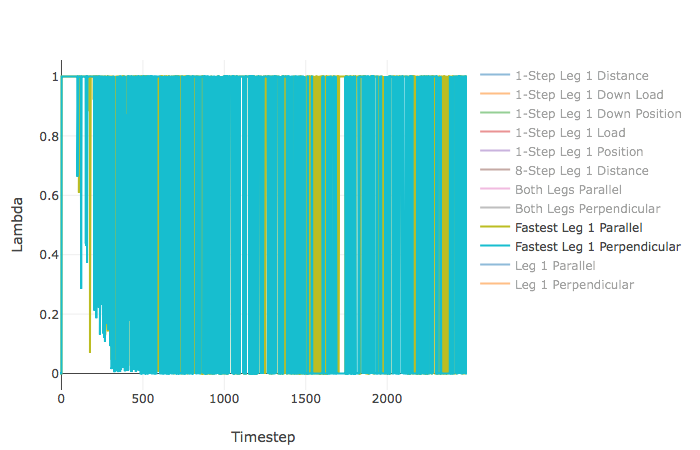 1
0.8
0.6
0.4
0.2
0
Lambda
0
500
1000
1500
2000
Timestep
1-Step Leg 1 Distance
1-Step Leg 1 Down Load
1-Step Leg 1 Down Position
1-Step Leg 1 Load
1-Step Leg 1 Position
8-Step Leg 1 Distance
Both Legs Parallel
Both Legs Perpendicular
Fastest Leg 1 Parallel
Fastest Leg 1 Perpendicular
Leg 1 Parallel
Leg 1 Perpendicular